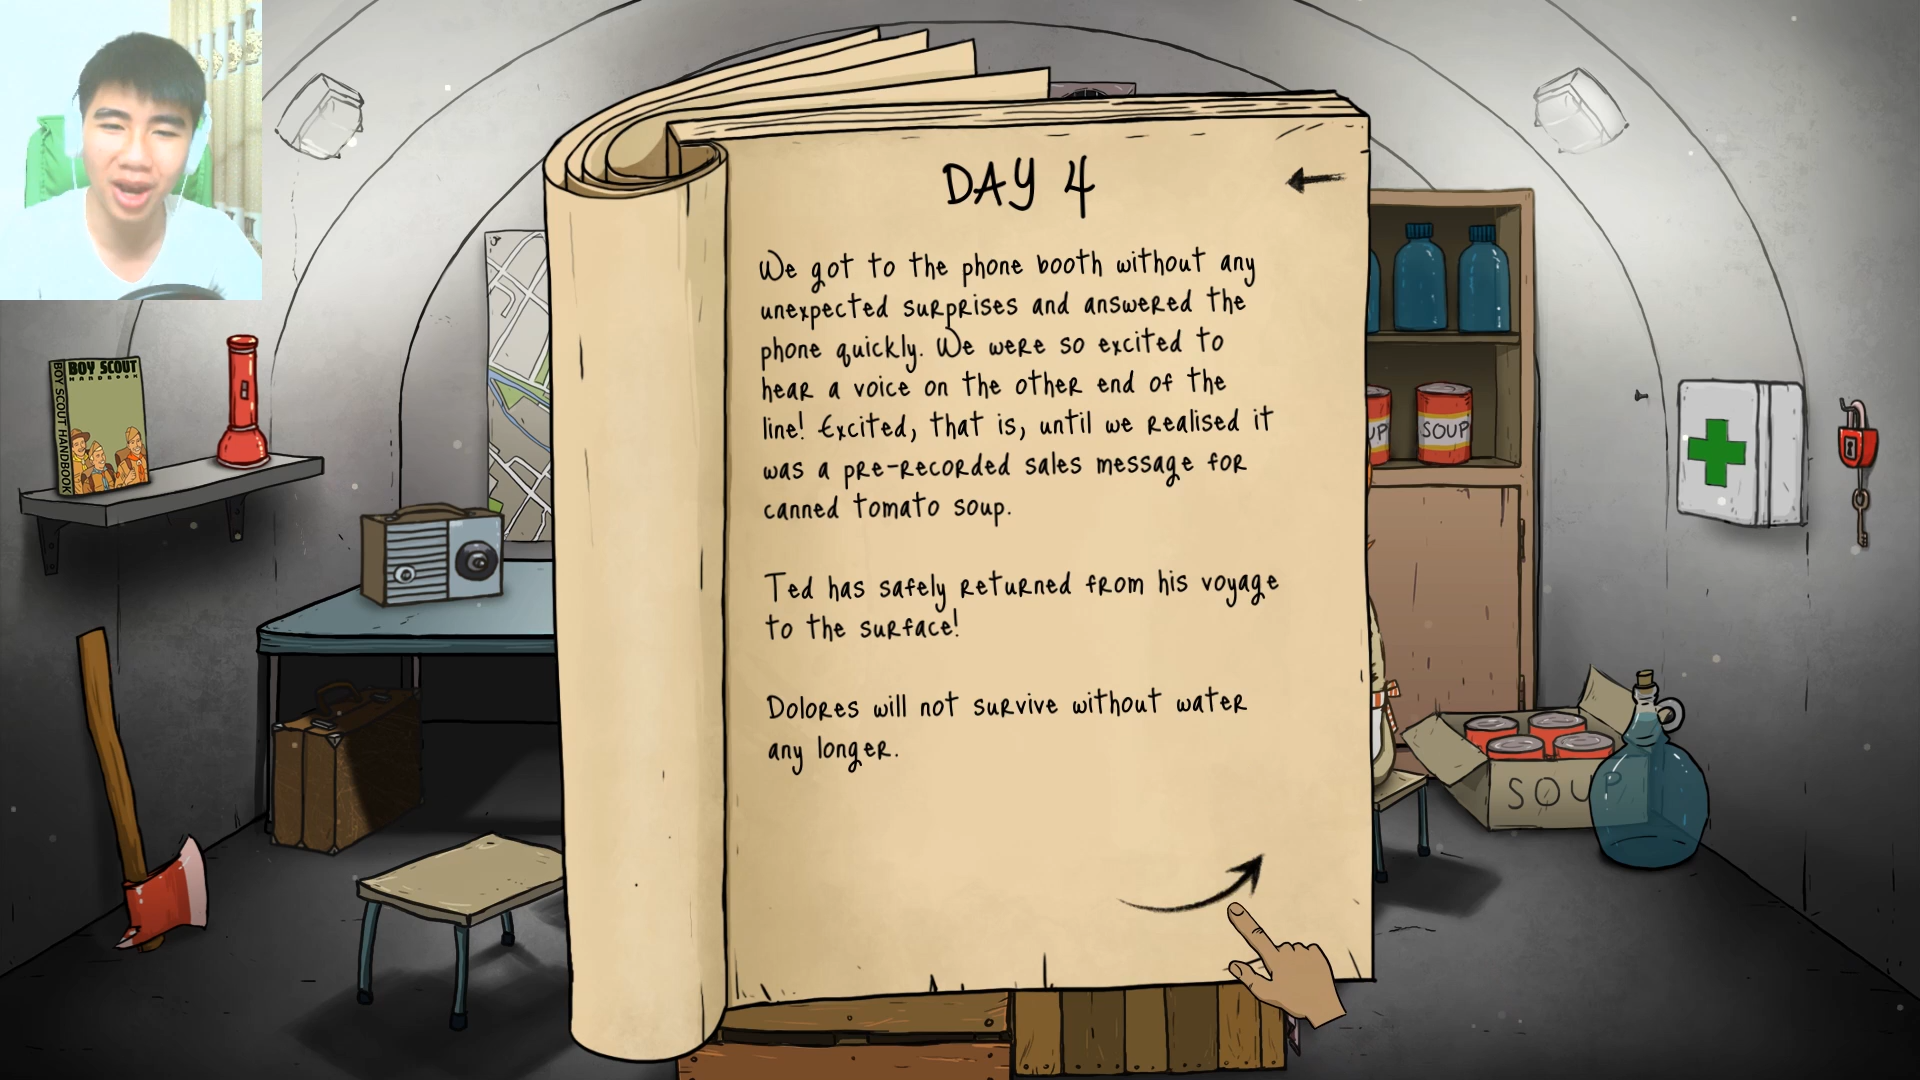 DAY 4
We got to the phone booth without any
unexpected surprises and answered the
phone quickly. We were so excited to
hear a voice on the other end of the
line! Excited, that is, until we realised it
was a pre-recorded sales message for
canned tomato soup.
Ted has safely returned from his voyage
to the surface!
Dolores will not survive without water
any longer.
BOY SCOUT
HANDBOOK
BOY SCOUT HANDBOOK
UP
SOUP
SOUP